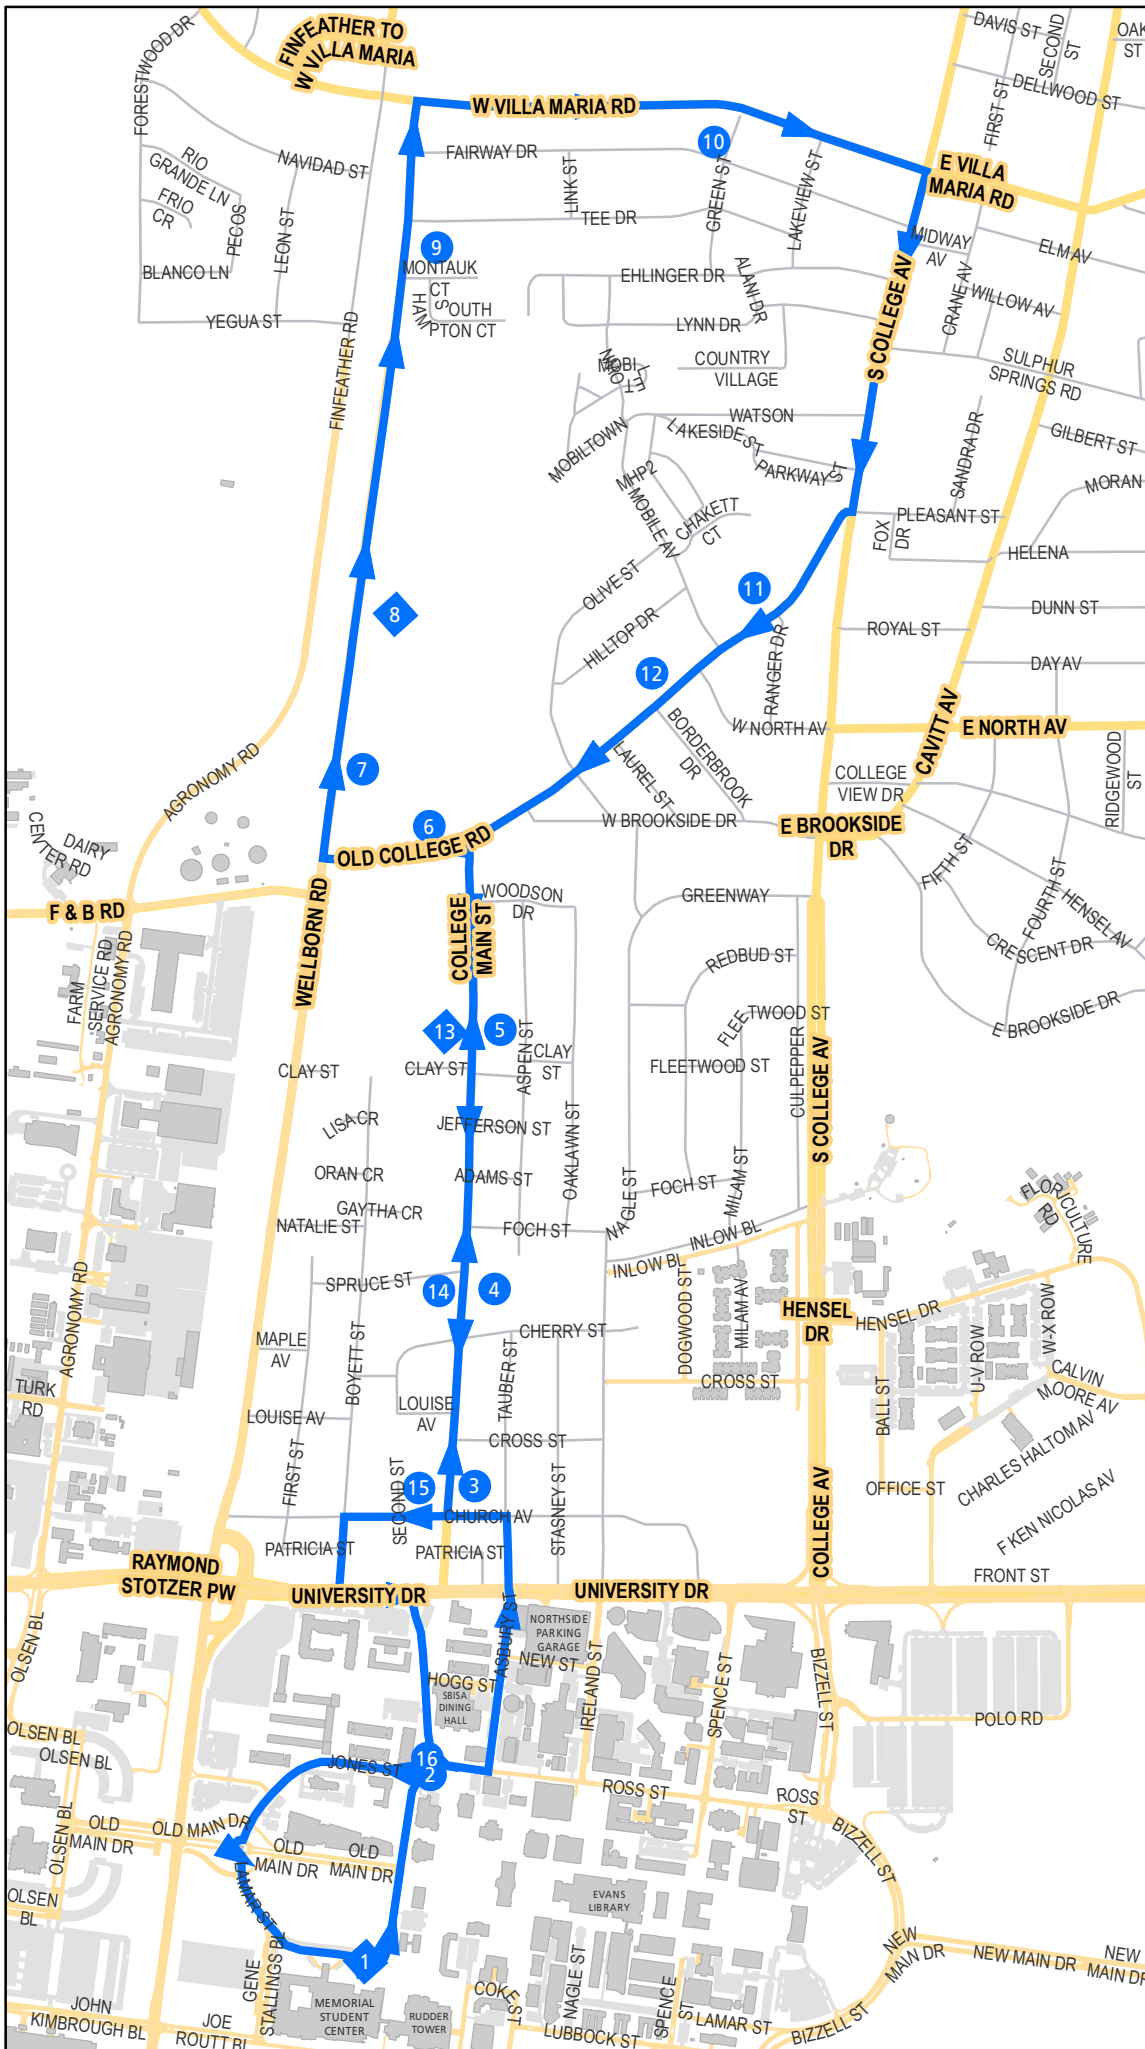 DAVIS ST
SECOND
ST
OAK
ST
FINFEATHER TO
W VILLA MARIA
FORESTWOOD DR
DELLWOOD ST
W VILLA MARIA RD
FIRST ST
10
RIO
GRANDE LN
NAVIDAD ST
FAIRWAY DR
LINK ST
GREEN ST
LAKEVIEW ST
E VILLA
MARIA RD
FRIO
CR
PECOS
LEON ST
TEE DR
9
MIDWAY
AV
ELM AV
BLANCO LN
MONTAUK
CT
EHLINGER DR
ALANI DR
CRANE AV
WILLOW AV
S
HAM
OUTH
PTON CT
YEGUA ST
LYNN DR
FINFEATHER RD
S COLLEGE AV
MOBIL
COUNTRY
VILLAGE
SULPHUR
SPRINGS RD
WATSON
LAKESIDE ST
MOBILTOWN
SANDRA DR
GILBERT ST
PARKWAY
ST
MHP2
MOBILE AV
MORAN
CHAKETT
CT
PLEASANT ST
FOX
DR
HELENA
OLIVE ST
11
8
DUNN ST
HILLTOP DR
ROYAL ST
RANGER DR
12
DAY AV
BORDERBROOK
DR
W NORTH AV
CAVITT AV
E NORTH AV
AGRONOMY RD
7
LAUREL ST
COLLEGE
VIEW DR
RIDGEWOOD
ST
6
W BROOKSIDE DR
E BROOKSIDE
DR
DAIRY
CENTER RD
OLD COLLEGE RD
FIFTH ST
F & B RD
WELLBORN RD
COLLEGE
MAIN ST
WOODSON
DR
GREENWAY
FOURTH ST
HENSEL AV
CRESCENT DR
FARM
SERVICE RD
AGRONOMY RD
REDBUD ST
FLEE
TWOOD ST
E BROOKSIDE DR
13
5
ASPEN ST
CLAY
ST
CLAY ST
CLAY ST
FLEETWOOD ST
CULPEPPER
S COLLEGE AV
LISA CR
JEFFERSON ST
OAKLAWN ST
ORAN CR
ADAMS ST
FOCH ST
MILAM ST
FLORICULTURE
RD
GAYTHA CR
NATALIE ST
FOCH ST
NAGLE ST
INLOW BL
INLOW BL
SPRUCE ST
14
4
DOGWOOD ST
MILAM AV
HENSEL
DR
HENSEL DR
W-X ROW
AGRONOMY RD
MAPLE
AV
BOYETT ST
CHERRY ST
TAUBER ST
U-V ROW
CALVIN
MOORE AV
TURK
RD
LOUISE
AV
CROSS ST
BALL ST
LOUISE AV
CROSS ST
CHARLES HALTOM AV
FIRST ST
SECOND ST
15
3
STASNEY ST
COLLEGE AV
OFFICE ST
F KEN NICOLAS AV
CHURCH AV
PATRICIA ST
PATRICIA ST
RAYMOND
STOTZER PW
UNIVERSITY DR
UNIVERSITY DR
FRONT ST
OLSEN BL
ASBURY ST
NORTHSIDE
PARKING
GARAGE
NEW ST
IRELAND ST
SPENCE ST
BIZZELL ST
HOGG ST
SBISA
DINING
HALL
POLO RD
OLSEN BL
OLSEN BL
JONES ST
16
2
ROSS ST
ROSS
ST
OLSEN BL
OLD
MAIN DR
OLD MAIN DR
OLD
MAIN DR
OLD
MAIN DR
BIZZELL ST
OLSEN
BL
LAMAR ST
EVANS
LIBRARY
NEW
MAIN DR
NEW MAIN DR
NEW
MAIN DR
1
GENE
STALLINGS BL
JOHN
KIMBROUGH BL
JOE
ROUTT BL
MEMORIAL
STUDENT
CENTER
RUDDER
TOWER
COKE ST
NAGLE ST
LUBBOCK ST
SPENCE
ST
LAMAR ST
BIZZELL ST